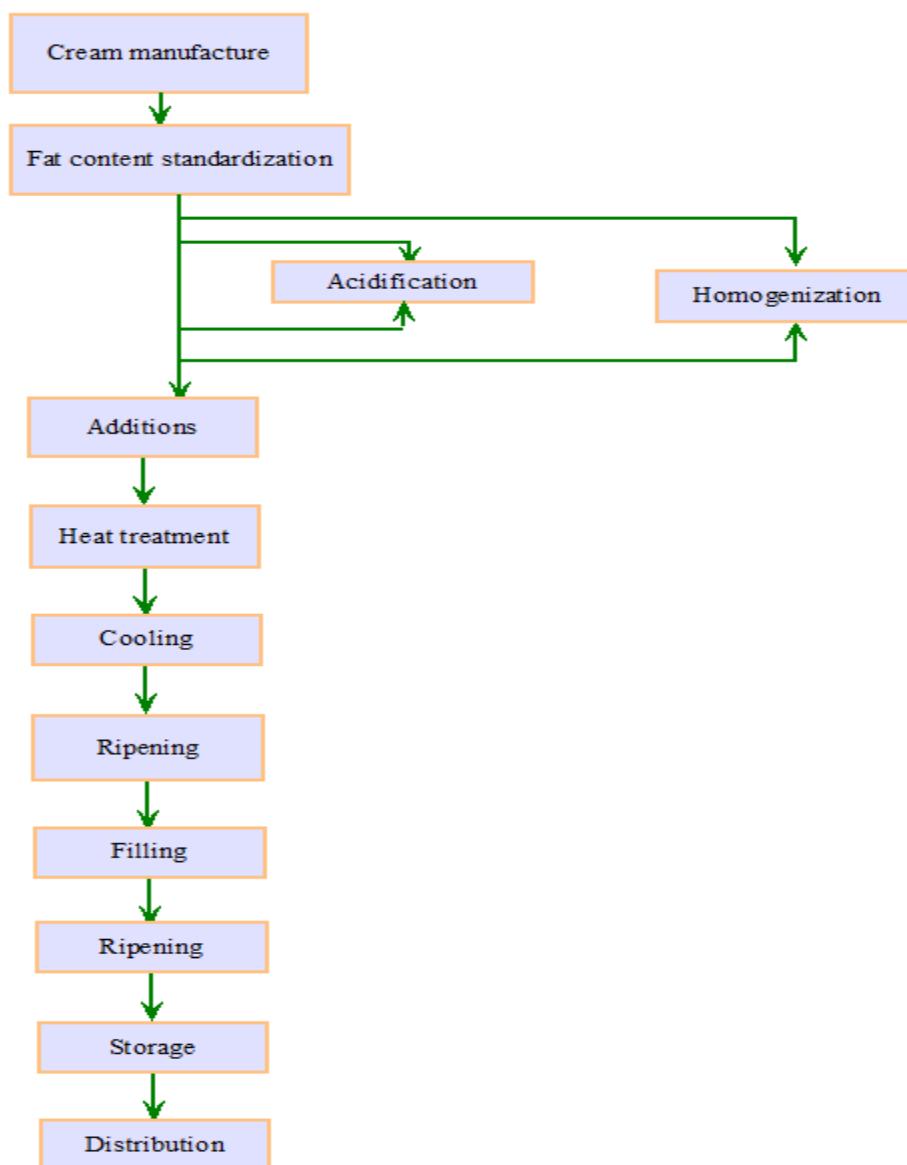 Cream manufacture
Fat content standardization
Acidification
Homogenization
Additions
Heat treatment
Cooling
Ripening
Filling
Ripening
Storage
Distribution